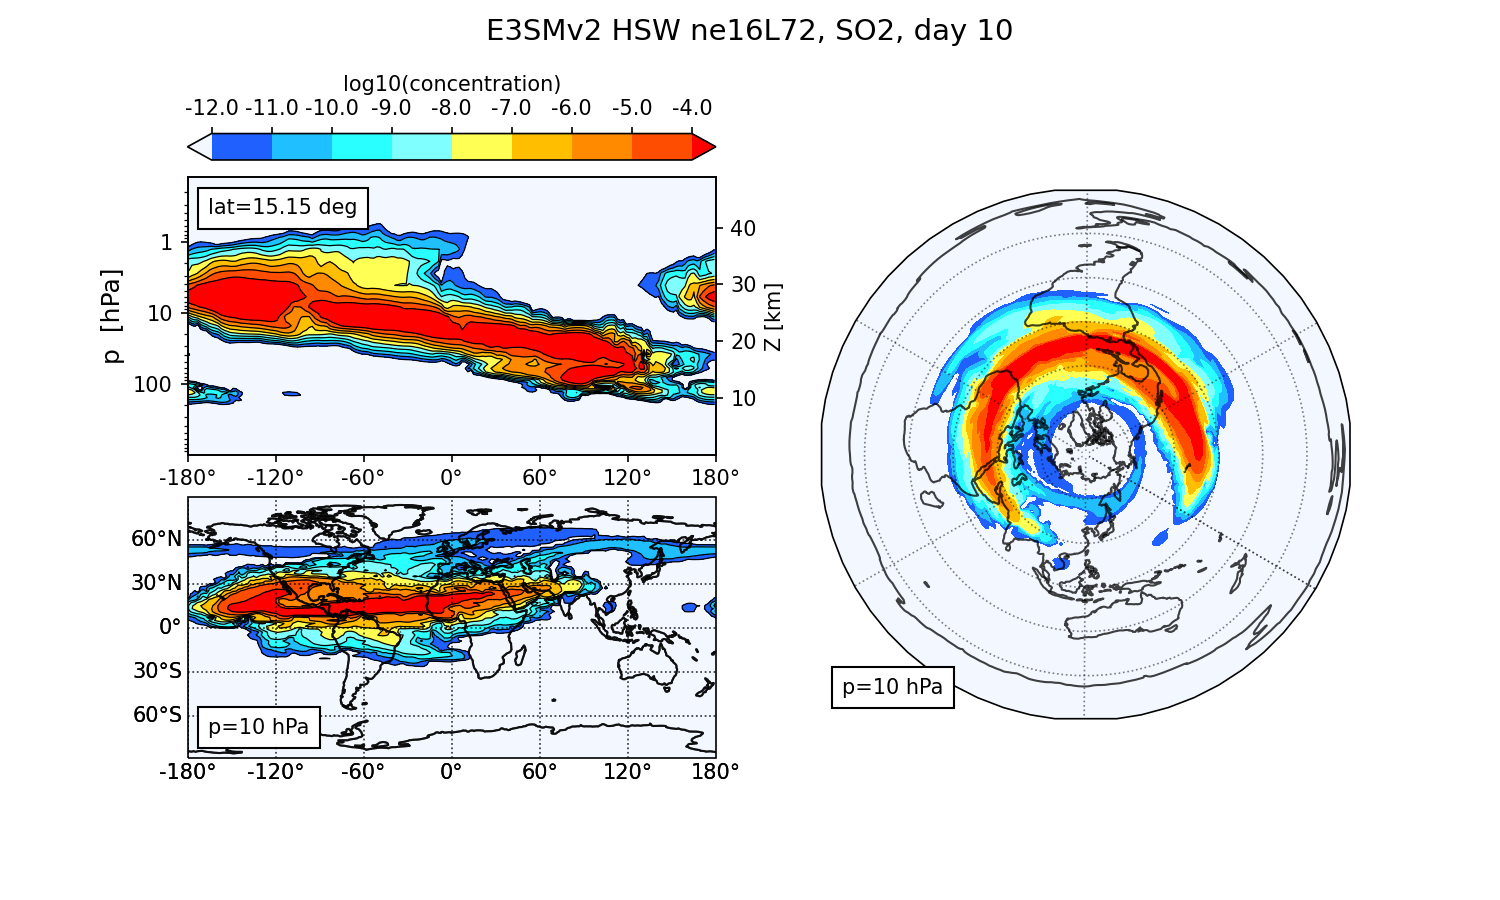 E3SMv2 HSW ne16L72, SO2, day 10
log10(concentration)
-12.0 -11.0 -10.0 -9.0 -8.0 -7.0 -6.0 -5.0 -4.0
lat=15.15 deg
1
10
100
p [hPa]
40
30
20
10
Z [km]
-180° -120° -60° 0° 60° 120° 180°
60°N
30°N
0°
30°S
60°S
p=10 hPa
-180° -120° -60° 0° 60° 120° 180°
p=10 hPa